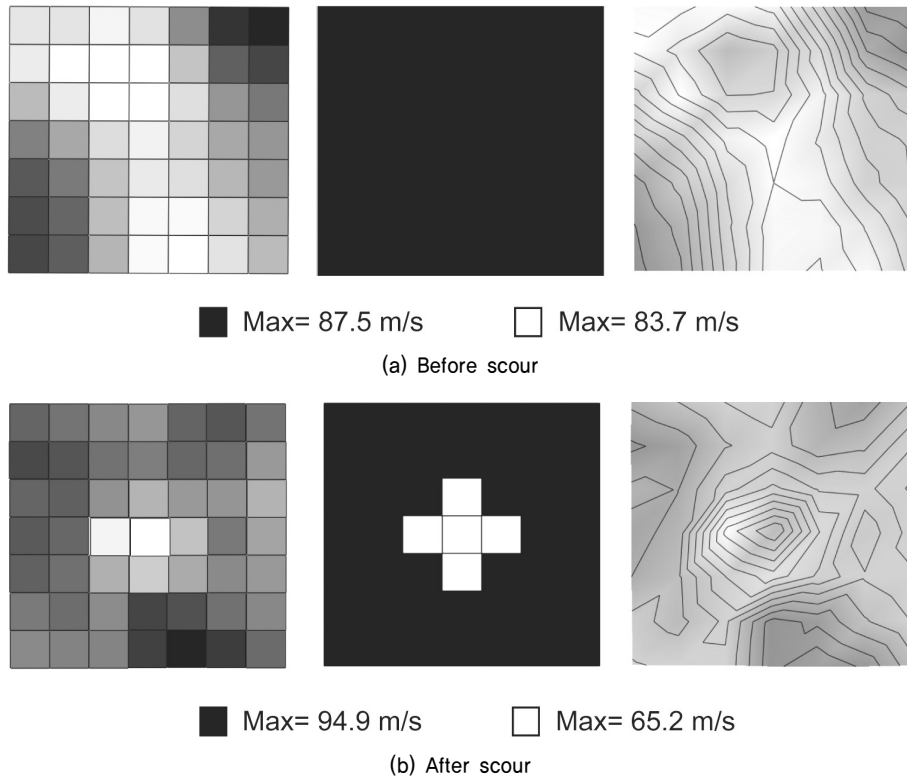 Max= 87.5 m/s Max= 83.7 m/s
(a) Before scour
Max= 94.9 m/s Max= 65.2 m/s
(b) After scour